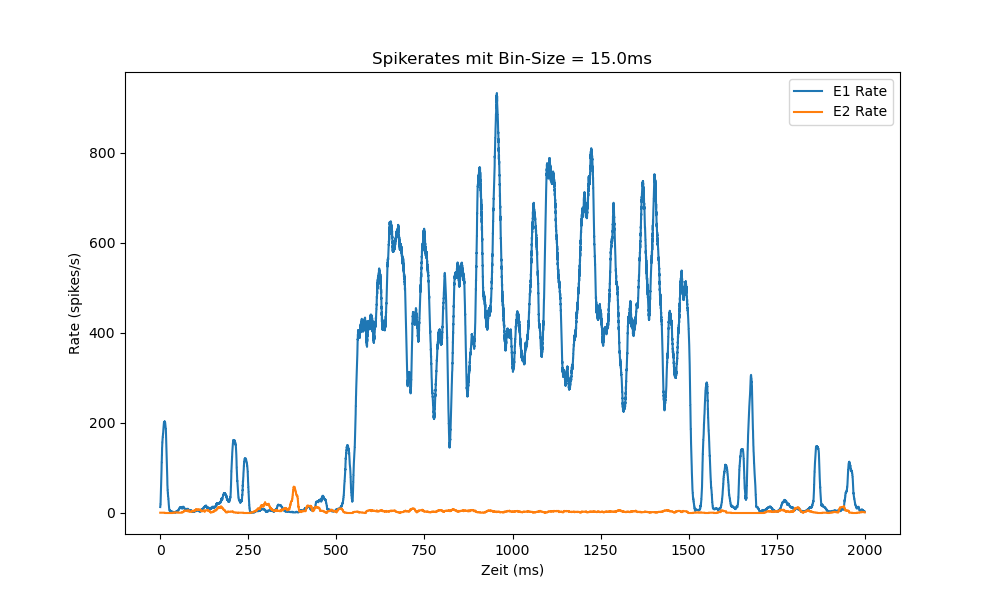 Spikerates mit Bin-Size = 15.0ms
E1 Rate
E2 Rate
Rate (spikes/s)
800
600
400
200
0
0 250 500 750 1000 1250 1500 1750 2000
Zeit (ms)